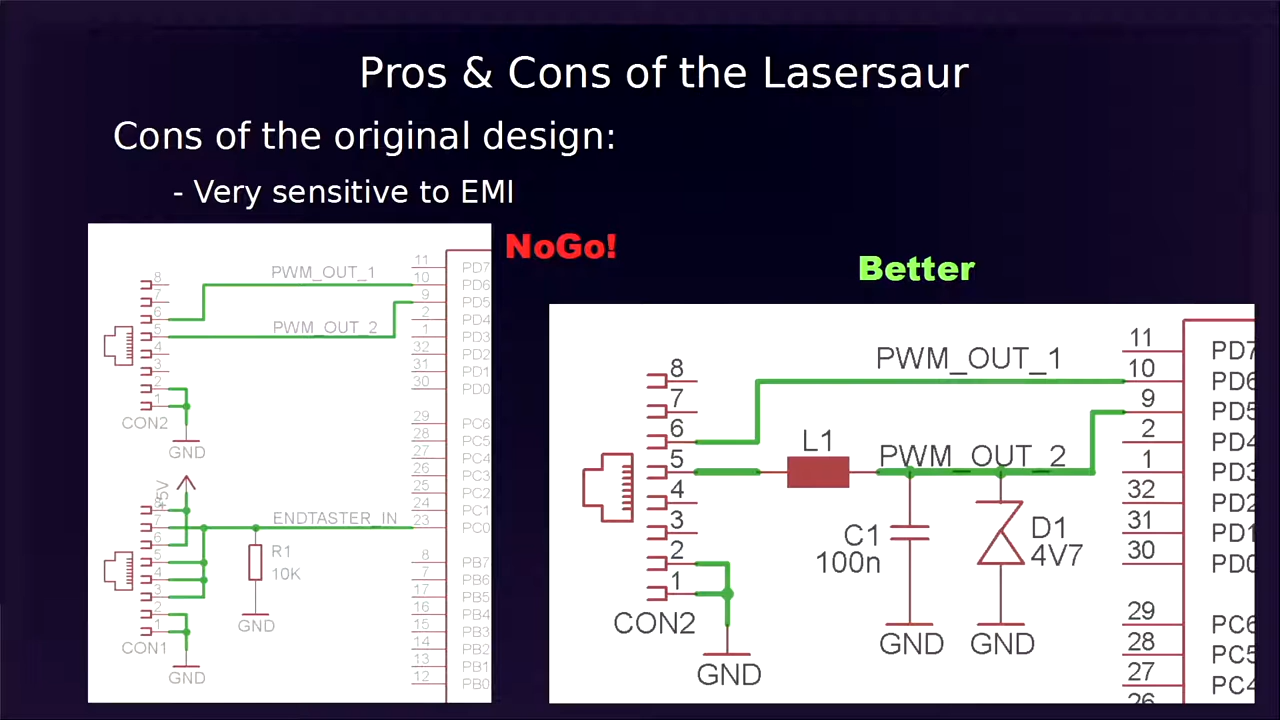 Pros & Cons of the Lasersaur
Cons of the original design:
- Very sensitive to EMI
NoGo!
Better
PWM_OUT_1
PWM_OUT_2
8
7
6
5
4
3
2
1
CON2
GND
+5V
8
7
6
5
4
3
2
1
CON1
GND
ENDTASTER_IN
R1
10K
GND
11 PD7
10 PD6
9 PD5
2 PD4
1 PD3
32 PD2
31 PD1
30 PD0
29 PC6
28 PC5
27 PC4
26 PC3
25 PC2
24 PC1
23 PC0
8 PB7
7 PB6
17 PB5
16 PB4
15 PB3
14 PB2
13 PB1
12 PB0
PWM_OUT_1
L1
PWM_OUT_2
8
7
6
5
4
3
2
1
CON2
GND
C1
100n
GND
D1
4V7
GND
11 PD7
10 PD6
9 PD5
2 PD4
1 PD3
32 PD2
31 PD1
30 PD0
29 PC6
28 PC5
27 PC4
26